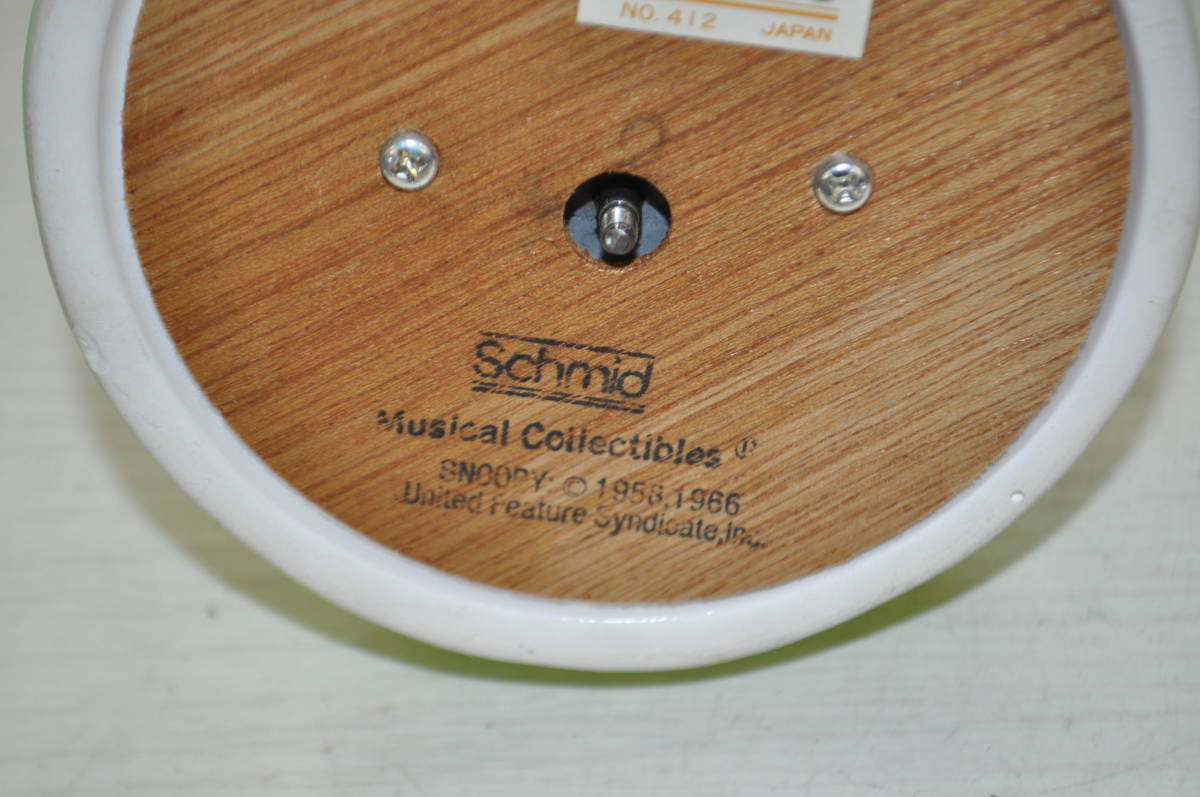 NO. 412 JAPAN
Schmid
Musical Collectibles ®
SNOOPY: © 1958, 1966
United Feature Syndicate, Inc.